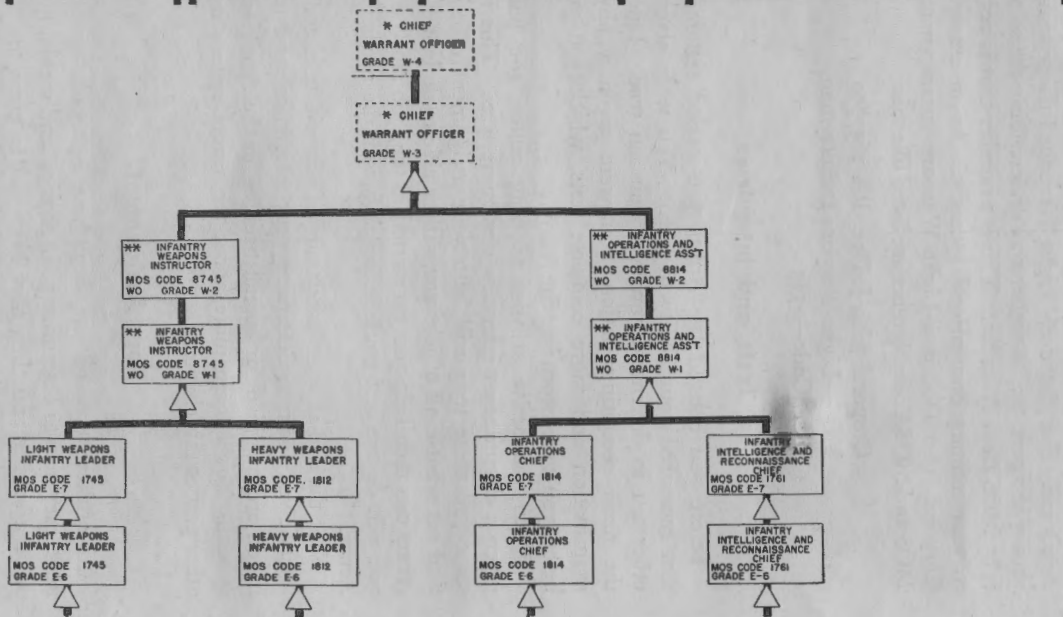 * CHIEF
WARRANT OFFICER
GRADE W-4
* CHIEF
WARRANT OFFICER
GRADE W-3
** INFANTRY
WEAPONS
INSTRUCTOR
MOS CODE 8745
WO GRADE W-2
** INFANTRY
OPERATIONS AND
INTELLIGENCE ASS'T
MOS CODE 8814
WO GRADE W-2
** INFANTRY
WEAPONS
INSTRUCTOR
MOS CODE 8745
WO GRADE W-1
** INFANTRY
OPERATIONS AND
INTELLIGENCE ASS'T
MOS CODE 8814
WO GRADE W-1
LIGHT WEAPONS
INFANTRY LEADER
MOS CODE 1745
GRADE E-7
HEAVY WEAPONS
INFANTRY LEADER
MOS CODE. 1812
GRADE E-7
INFANTRY
OPERATIONS
CHIEF
MOS CODE 1814
GRADE E-7
INFANTRY
INTELLIGENCE AND
RECONNAISSANCE
CHIEF
MOS CODE 1761
GRADE E-7
LIGHT WEAPONS
INFANTRY LEADER
MOS CODE 1745
GRADE E-6
HEAVY WEAPONS
INFANTRY LEADER
MOS CODE 1812
GRADE E-6
INFANTRY
OPERATIONS
CHIEF
MOS CODE 1814
GRADE E-6
INFANTRY
INTELLIGENCE AND
RECONNAISSANCE
CHIEF
MOS CODE 1761
GRADE E-6